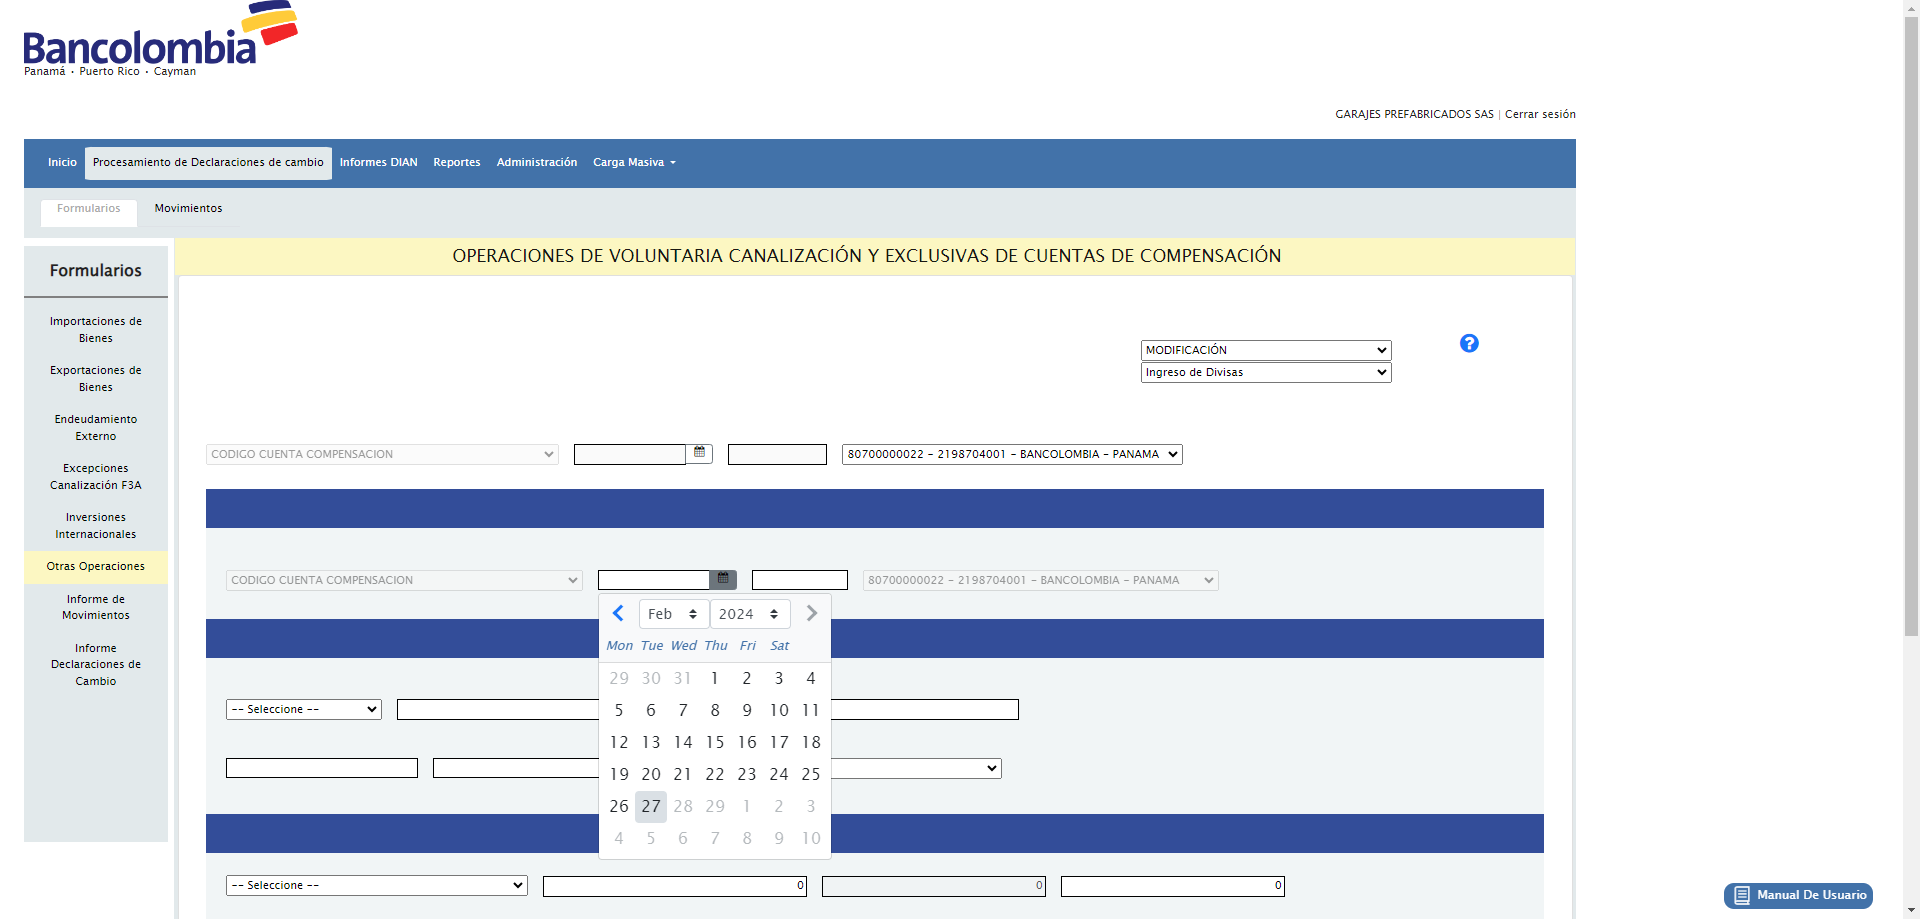 Bancolombia
Panamá • Puerto Rico • Cayman
GARAJES PREFABRICADOS SAS | Cerrar sesión
Inicio Procesamiento de Declaraciones de cambio Informes DIAN Reportes Administración Carga Masiva
Formularios Movimientos
Formularios
Importaciones de
Bienes
Exportaciones de
Bienes
Endeudamiento
Externo
Excepciones
Canalización F3A
Inversiones
Internacionales
Otras Operaciones
Informe de
Movimientos
Informe
Declaraciones de
Cambio
OPERACIONES DE VOLUNTARIA CANALIZACIÓN Y EXCLUSIVAS DE CUENTAS DE COMPENSACIÓN
MODIFICACIÓN
?
Ingreso de Divisas
CODIGO CUENTA COMPENSACION 80700000022 - 2198704001 - BANCOLOMBIA - PANAMA
CODIGO CUENTA COMPENSACION 80700000022 - 2198704001 - BANCOLOMBIA - PANAMA
Feb 2024
Mon Tue Wed Thu Fri Sat
29 30 31 1 2 3 4
5 6 7 8 9 10 11
12 13 14 15 16 17 18
19 20 21 22 23 24 25
26 27 28 29 1 2 3
4 5 6 7 8 9 10
-- Seleccione --
-- Seleccione -- 0 0 0
Manual De Usuario